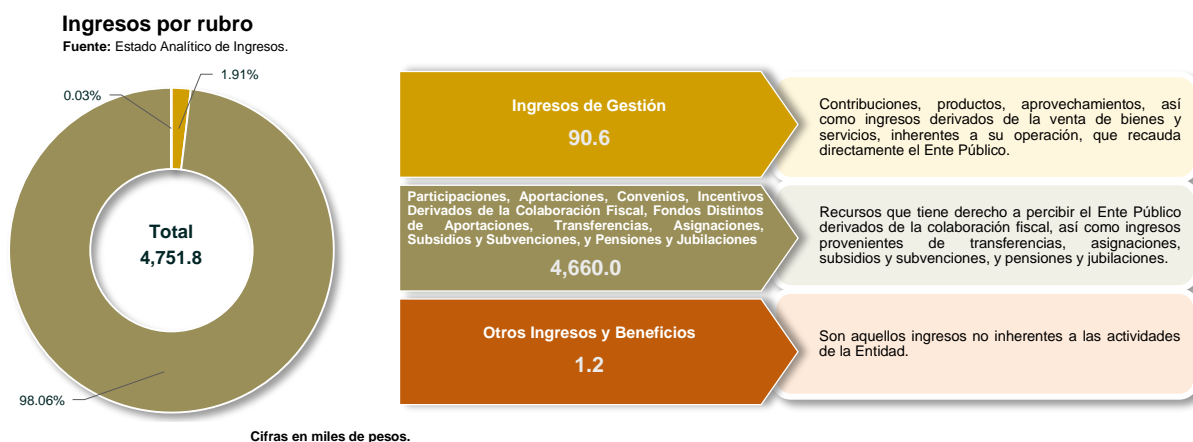 Ingresos por rubro
Fuente: Estado Analítico de Ingresos.
1.91%
0.03%
Total
4,751.8
98.06%
Ingresos de Gestión
90.6
Contribuciones, productos, aprovechamientos, así
como ingresos derivados de la venta de bienes y
servicios, inherentes a su operación, que recauda
directamente el Ente Público.
Participaciones, Aportaciones, Convenios, Incentivos
Derivados de la Colaboración Fiscal, Fondos Distintos
de Aportaciones, Transferencias, Asignaciones,
Subsidios y Subvenciones, y Pensiones y Jubilaciones
4,660.0
Recursos que tiene derecho a percibir el Ente Público
derivados de la colaboración fiscal, así como ingresos
provenientes de transferencias, asignaciones,
subsidios y subvenciones, y pensiones y jubilaciones.
Otros Ingresos y Beneficios
1.2
Son aquellos ingresos no inherentes a las actividades
de la Entidad.
Cifras en miles de pesos.